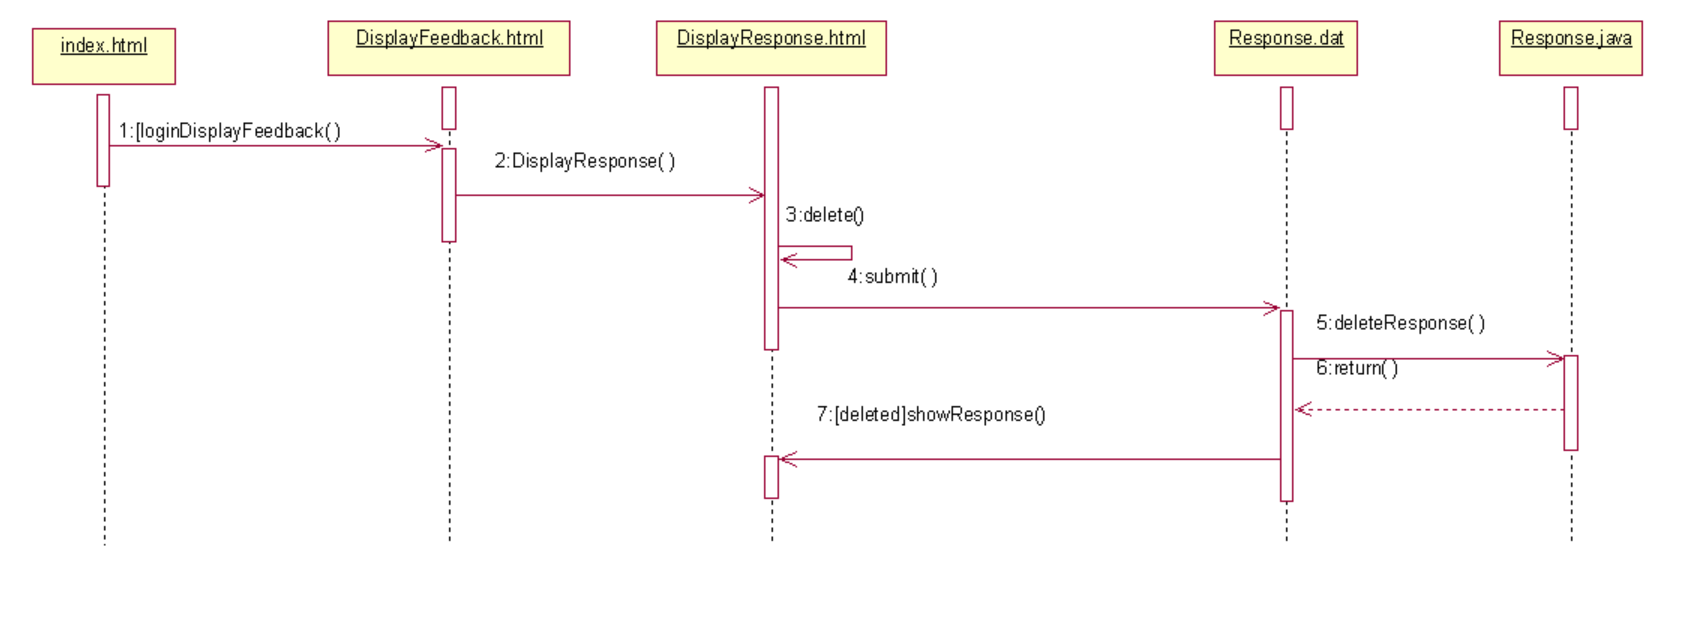 index.html
DisplayFeedback.html
DisplayResponse.html
Response.dat
Response.java
1:[loginDisplayFeedback( )
2:DisplayResponse( )
3:delete()
4:submit( )
5:deleteResponse( )
6:return( )
7:[deleted]showResponse()